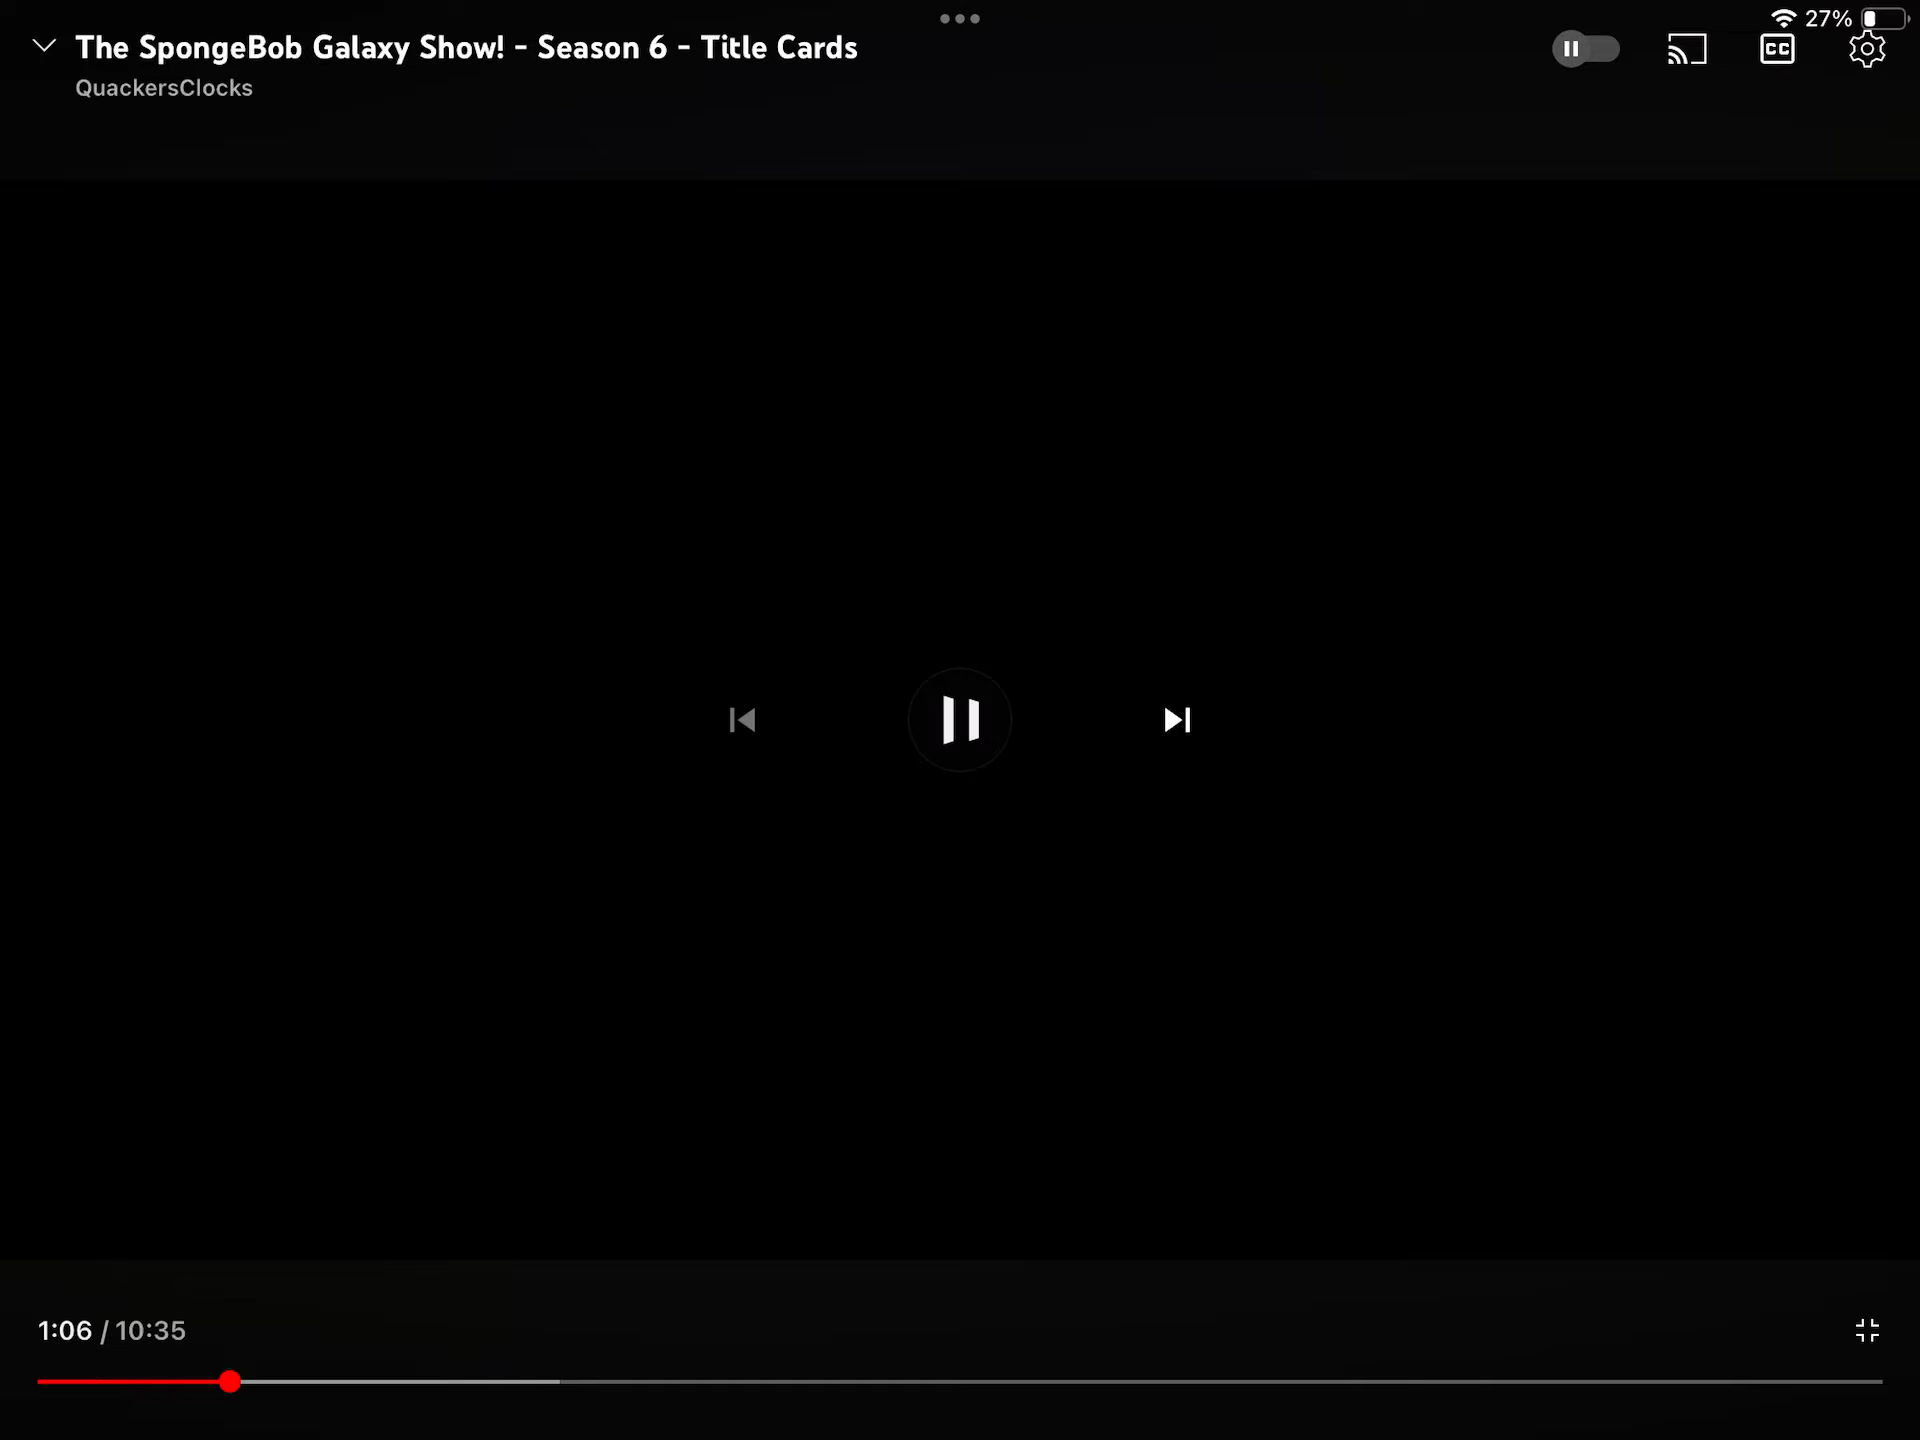 27%
The SpongeBob Galaxy Show! - Season 6 - Title Cards
CC
QuackersClocks
1:06 / 10:35